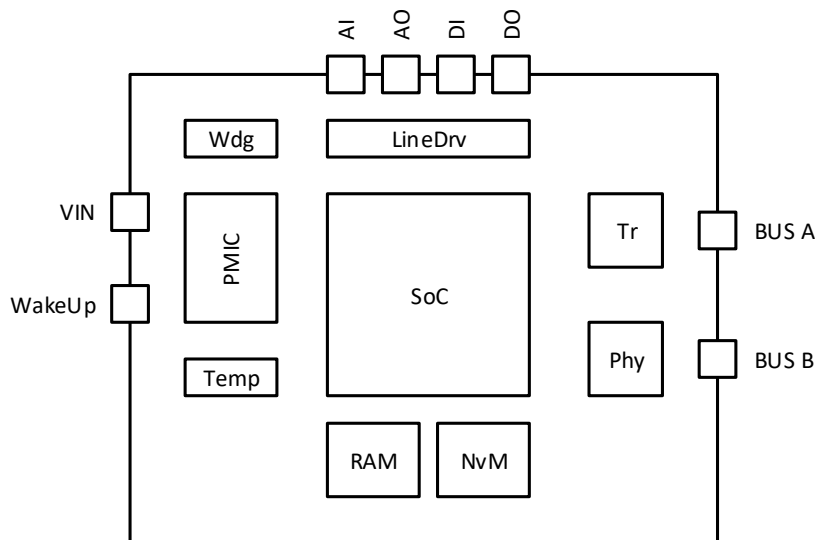 AI
AO
DI
DO
Wdg
LineDrv
VIN
PMIC
SoC
Tr
BUS A
WakeUp
Temp
Phy
BUS B
RAM
NvM